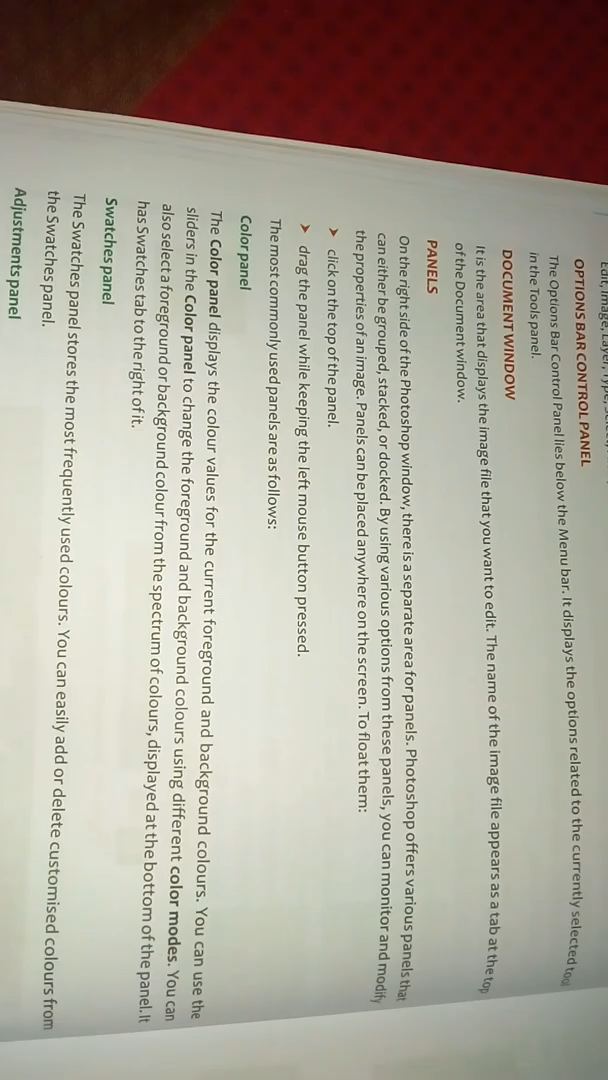 Edit, Image, Layer, Type,
OPTIONS BAR CONTROL PANEL
The Options Bar Control Panel lies below the Menu bar. It displays the options related to the currently selected tool
in the Tools panel.
DOCUMENT WINDOW
It is the area that displays the image file that you want to edit. The name of the image file appears as a tab at the top
of the Document window.
PANELS
On the right side of the Photoshop window, there is a separate area for panels. Photoshop offers various panels that
can either be grouped, stacked, or docked. By using various options from these panels, you can monitor and modify
the properties of an image. Panels can be placed anywhere on the screen. To float them:
➤ click on the top of the panel.
➤ drag the panel while keeping the left mouse button pressed.
The most commonly used panels are as follows:
Color panel
The Color panel displays the colour values for the current foreground and background colours. You can use the
sliders in the Color panel to change the foreground and background colours using different color modes. You can
also select a foreground or background colour from the spectrum of colours, displayed at the bottom of the panel. It
has Swatches tab to the right of it.
Swatches panel
The Swatches panel stores the most frequently used colours. You can easily add or delete customised colours from
the Swatches panel.
Adjustments panel